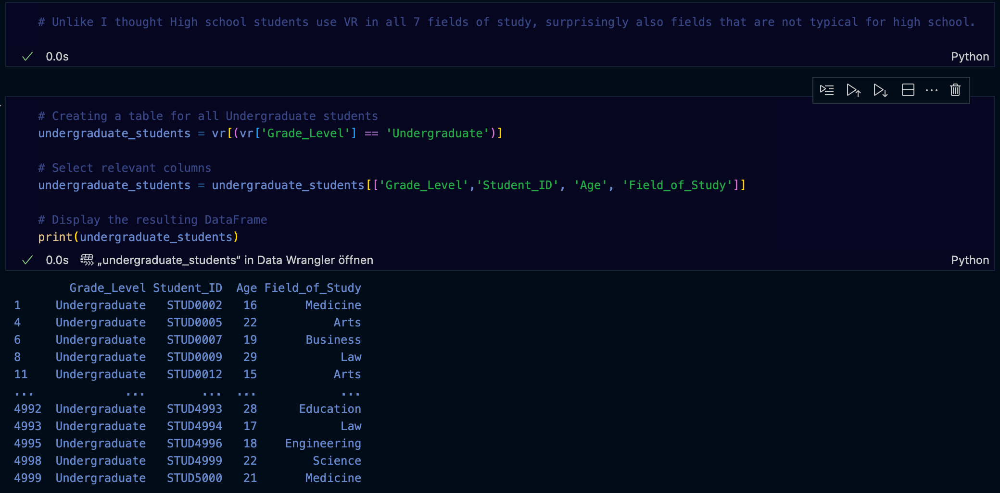 # Unlike I thought High school students use VR in all 7 fields of study, surprisingly also fields that are not typical for high school.
0.0s
Python
# Creating a table for all Undergraduate students
undergraduate_students = vr[(vr['Grade_Level'] == 'Undergraduate')]
# Select relevant columns
undergraduate_students = undergraduate_students[['Grade_Level','Student_ID', 'Age', 'Field_of_Study']]
# Display the resulting DataFrame
print(undergraduate_students)
0.0s „undergraduate_students“ in Data Wrangler öffnen
Python
Grade_Level Student_ID Age Field_of_Study
1 Undergraduate STUD0002 16 Medicine
4 Undergraduate STUD0005 22 Arts
6 Undergraduate STUD0007 19 Business
8 Undergraduate STUD0009 29 Law
11 Undergraduate STUD0012 15 Arts
... ... ... ... ...
4992 Undergraduate STUD4993 28 Education
4993 Undergraduate STUD4994 17 Law
4995 Undergraduate STUD4996 18 Engineering
4998 Undergraduate STUD4999 22 Science
4999 Undergraduate STUD5000 21 Medicine